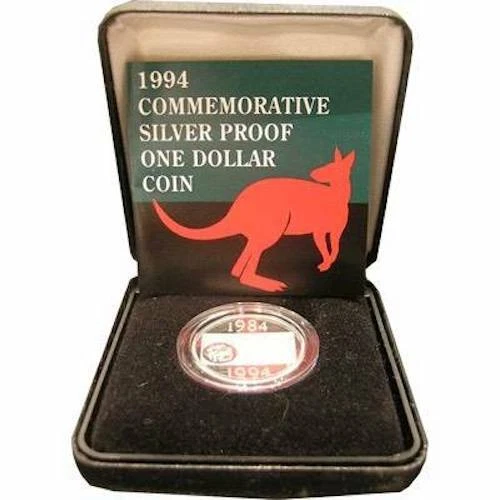 1994
COMMEMORATIVE
SILVER PROOF
ONE DOLLAR
COIN
1984
1994